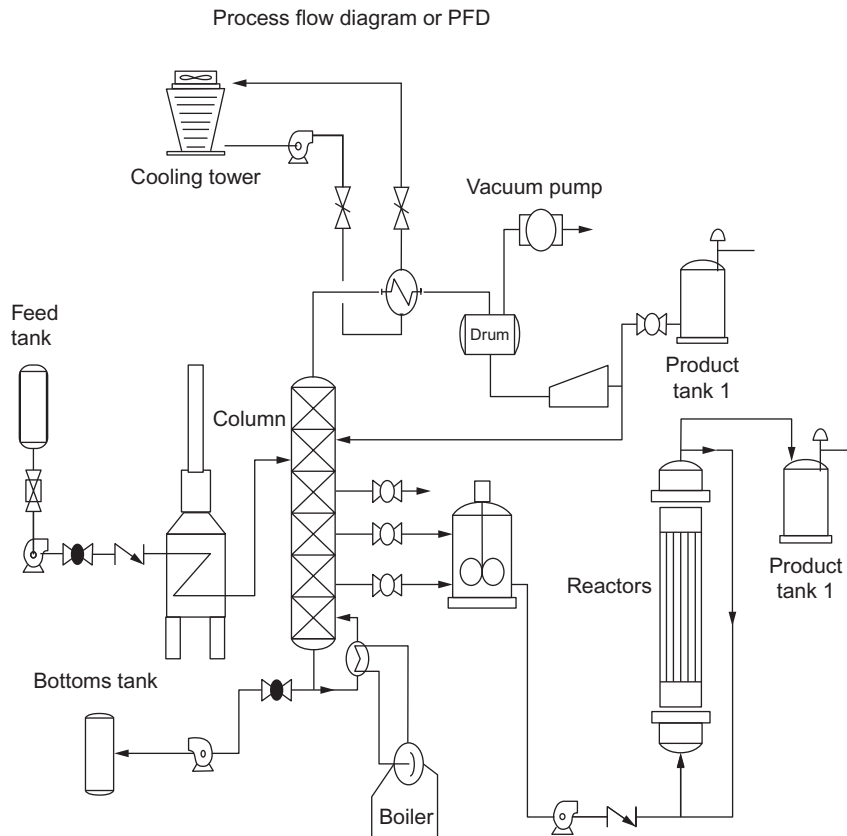 Process flow diagram or PFD
Cooling tower
Vacuum pump
Feed
tank
Drum
Product
tank 1
Column
Reactors
Product
tank 1
Bottoms tank
Boiler